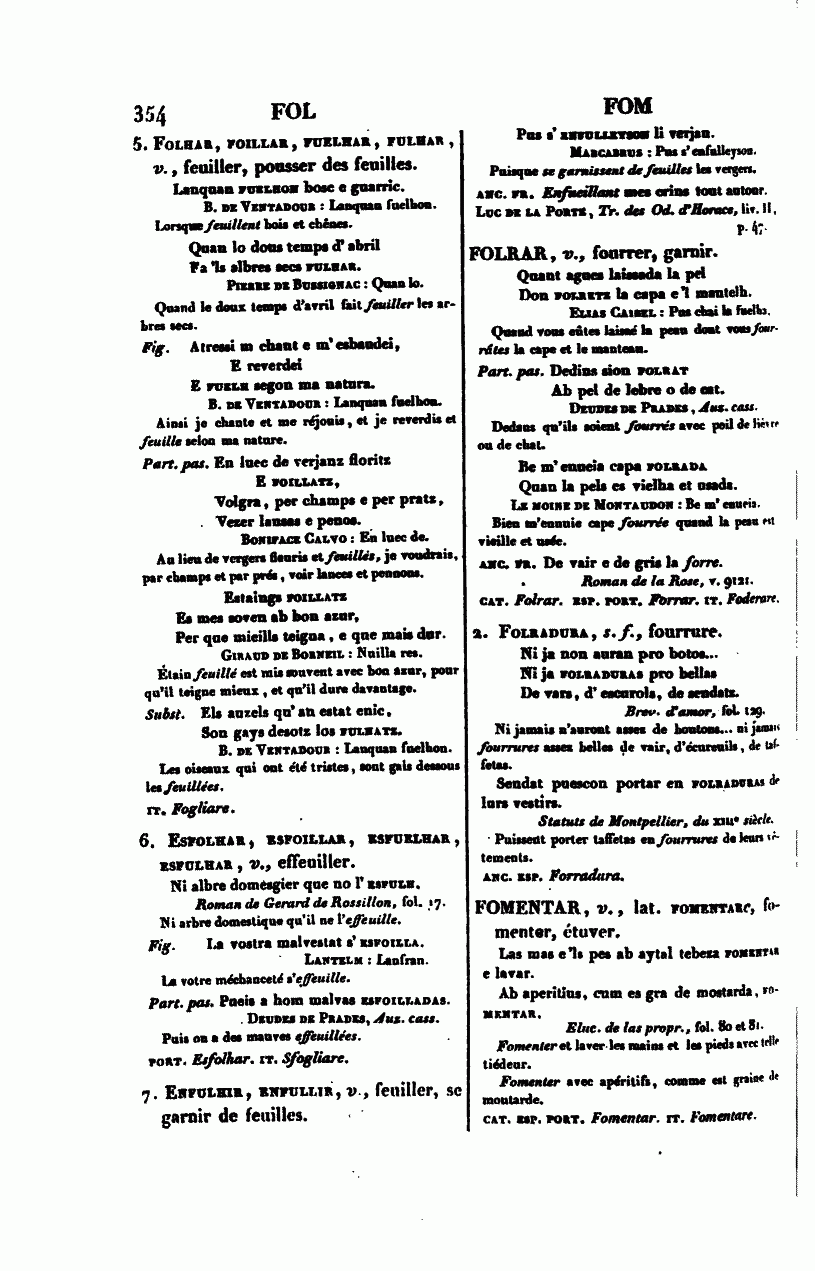 354 FOL FOM
5. FOLHAR, FOILLAR, FUELHAR, FULHAR,
v., feuiller, pousser des feuilles.
Lanquan FUELHON bosc e guarric.
B. DE VENTADOUR : Lanquan fuelhon.
Lorsque feuillent bois et chênes.
Quan lo dous temps d'abril
Fa 'ls albres secs FULHAR.
PIERRE DE BUSSIGNAC : Quan lo.
Quand le doux temps d'avril fait feuiller les ar-
bres secs.
Fig. Atressi m chant e m' esbandei,
E reverdei
E FUELH segon ma natura.
B. DE VENTADOUR : Lanquan fuelhon.
Ainsi je chante et me réjouis, et je reverdis et
feuille selon ma nature.
Part. pas. En luec de verjanz floritz
E FOILLATZ,
Volgra, per champs e per pratz,
Vezer lansas e penos.
BONIFACE CALVO : En luec de.
Au lieu de vergers fleuris et feuillés, je voudrais,
par champs et par prés, voir lances et pennons.
Estaings FOILLATZ
Es mes soven ab bon azur,
Per que mieills teigna, e que mais dur.
GIRAUD DE BORNEIL : Nuilla res.
Étain feuillé est mis souvent avec bon azur, pour
qu'il teigne mieux, et qu'il dure davantage.
Subst. Els auzels qu' an estat enic,
Son gays desotz los FULHATZ.
B. DE VENTADOUR : Lanquan fuelhon.
Les oiseaux qui ont été tristes, sont gais dessous
les feuillées.
IT. Fogliare.
6. ESFOLHAR, ESFOILLAR, ESFUELHAR,
ESFULHAR, v., effeuiller.
Ni albre domesgier que no l' ESFULH.
Roman de Gerard de Rossillon, fol. 17.
Ni arbre domestique qu'il ne l'effeuille.
Fig. La vostra malvestat s' ESFOILLA.
LANTELM : Lanfran.
La votre méchanceté s'effeuille.
Part. pas. Pueis a hom malvas ESFOILLADAS.
DEUDES DE PRADES, Aus. cass.
Puis on a des mauves effeuillées.
PORT. Esfolhar. IT. Sfogliare.
7. ENFULHIR, ENFULLIR, v., feuiller, se
garnir de feuilles.
Pus s' ENFULLEYSON li verjan.
MARCABRUS : Pus s' enfulleyson.
Puisque se garnissent de feuilles les vergers.
ANC. FR. Enfueillant mes crins tout autour.
LUC DE LA PORTE, Tr. des Od. d'Horace, liv. II,
p. 47.
FOLRAR, v., fourrer, garnir.
Quant agues laissada la pel
Don FOLRETZ la capa e 'l mantelh.
ELIAS CAIREL : Pus chai la fuelha.
Quand vous eûtes laissé la peau dont vous four-
râtes la cape et le manteau.
Part. pas. Dedins sion FOLRAT
Ab pel de lebre o de cat.
DEUDES DE PRADES, Aus. cass.
Dedans qu'ils soient fourrés avec poil de lièvre
ou de chat.
Be m' enueia capa FOLRADA
Quan la pels es vielha et usada.
LE MOINE DE MONTAUDON : Be m' enueia.
Bien m'ennuie cape fourrée quand la peau est
vieille et usée.
ANC. FR. De vair e de gris la forre.
Roman de la Rose, v. 9121.
CAT. Folrar. ESP. PORT. Forrar. IT. Foderare.
2. FOLRADURA, s. f., fourrure.
Ni ja non auran pro botos...
Ni ja FOLRADURAS pro bellas
De vars, d' escurols, de sendatz.
Brev. d'amor, fol. 129.
Ni jamais n'auront assez de boutons... ni jamais
fourrures assez belles de vair, d'écureuils, de taf-
fetas.
Sendat puescon portar en FOLRADURAS de
lurs vestirs.
Statuts de Montpellier, du XIIIe siècle.
Puissent porter taffetas en fourrures de leurs vê-
tements.
ANC. ESP. Forradura.
FOMENTAR, v., lat. FOMENTARE, fo-
menter, étuver.
Las mas e 'ls pes ab aytal tebeza FOMENTAR
e lavar.
Ab aperitius, cum es gra de mostarda, FO-
MENTAR.
Eluc. de las propr., fol. 80 et 81.
Fomenter et laver les mains et les pieds avec telle
tiédeur.
Fomenter avec apéritifs, comme est graine de
moutarde.
CAT. ESP. PORT. Fomentar. IT. Fomentare.